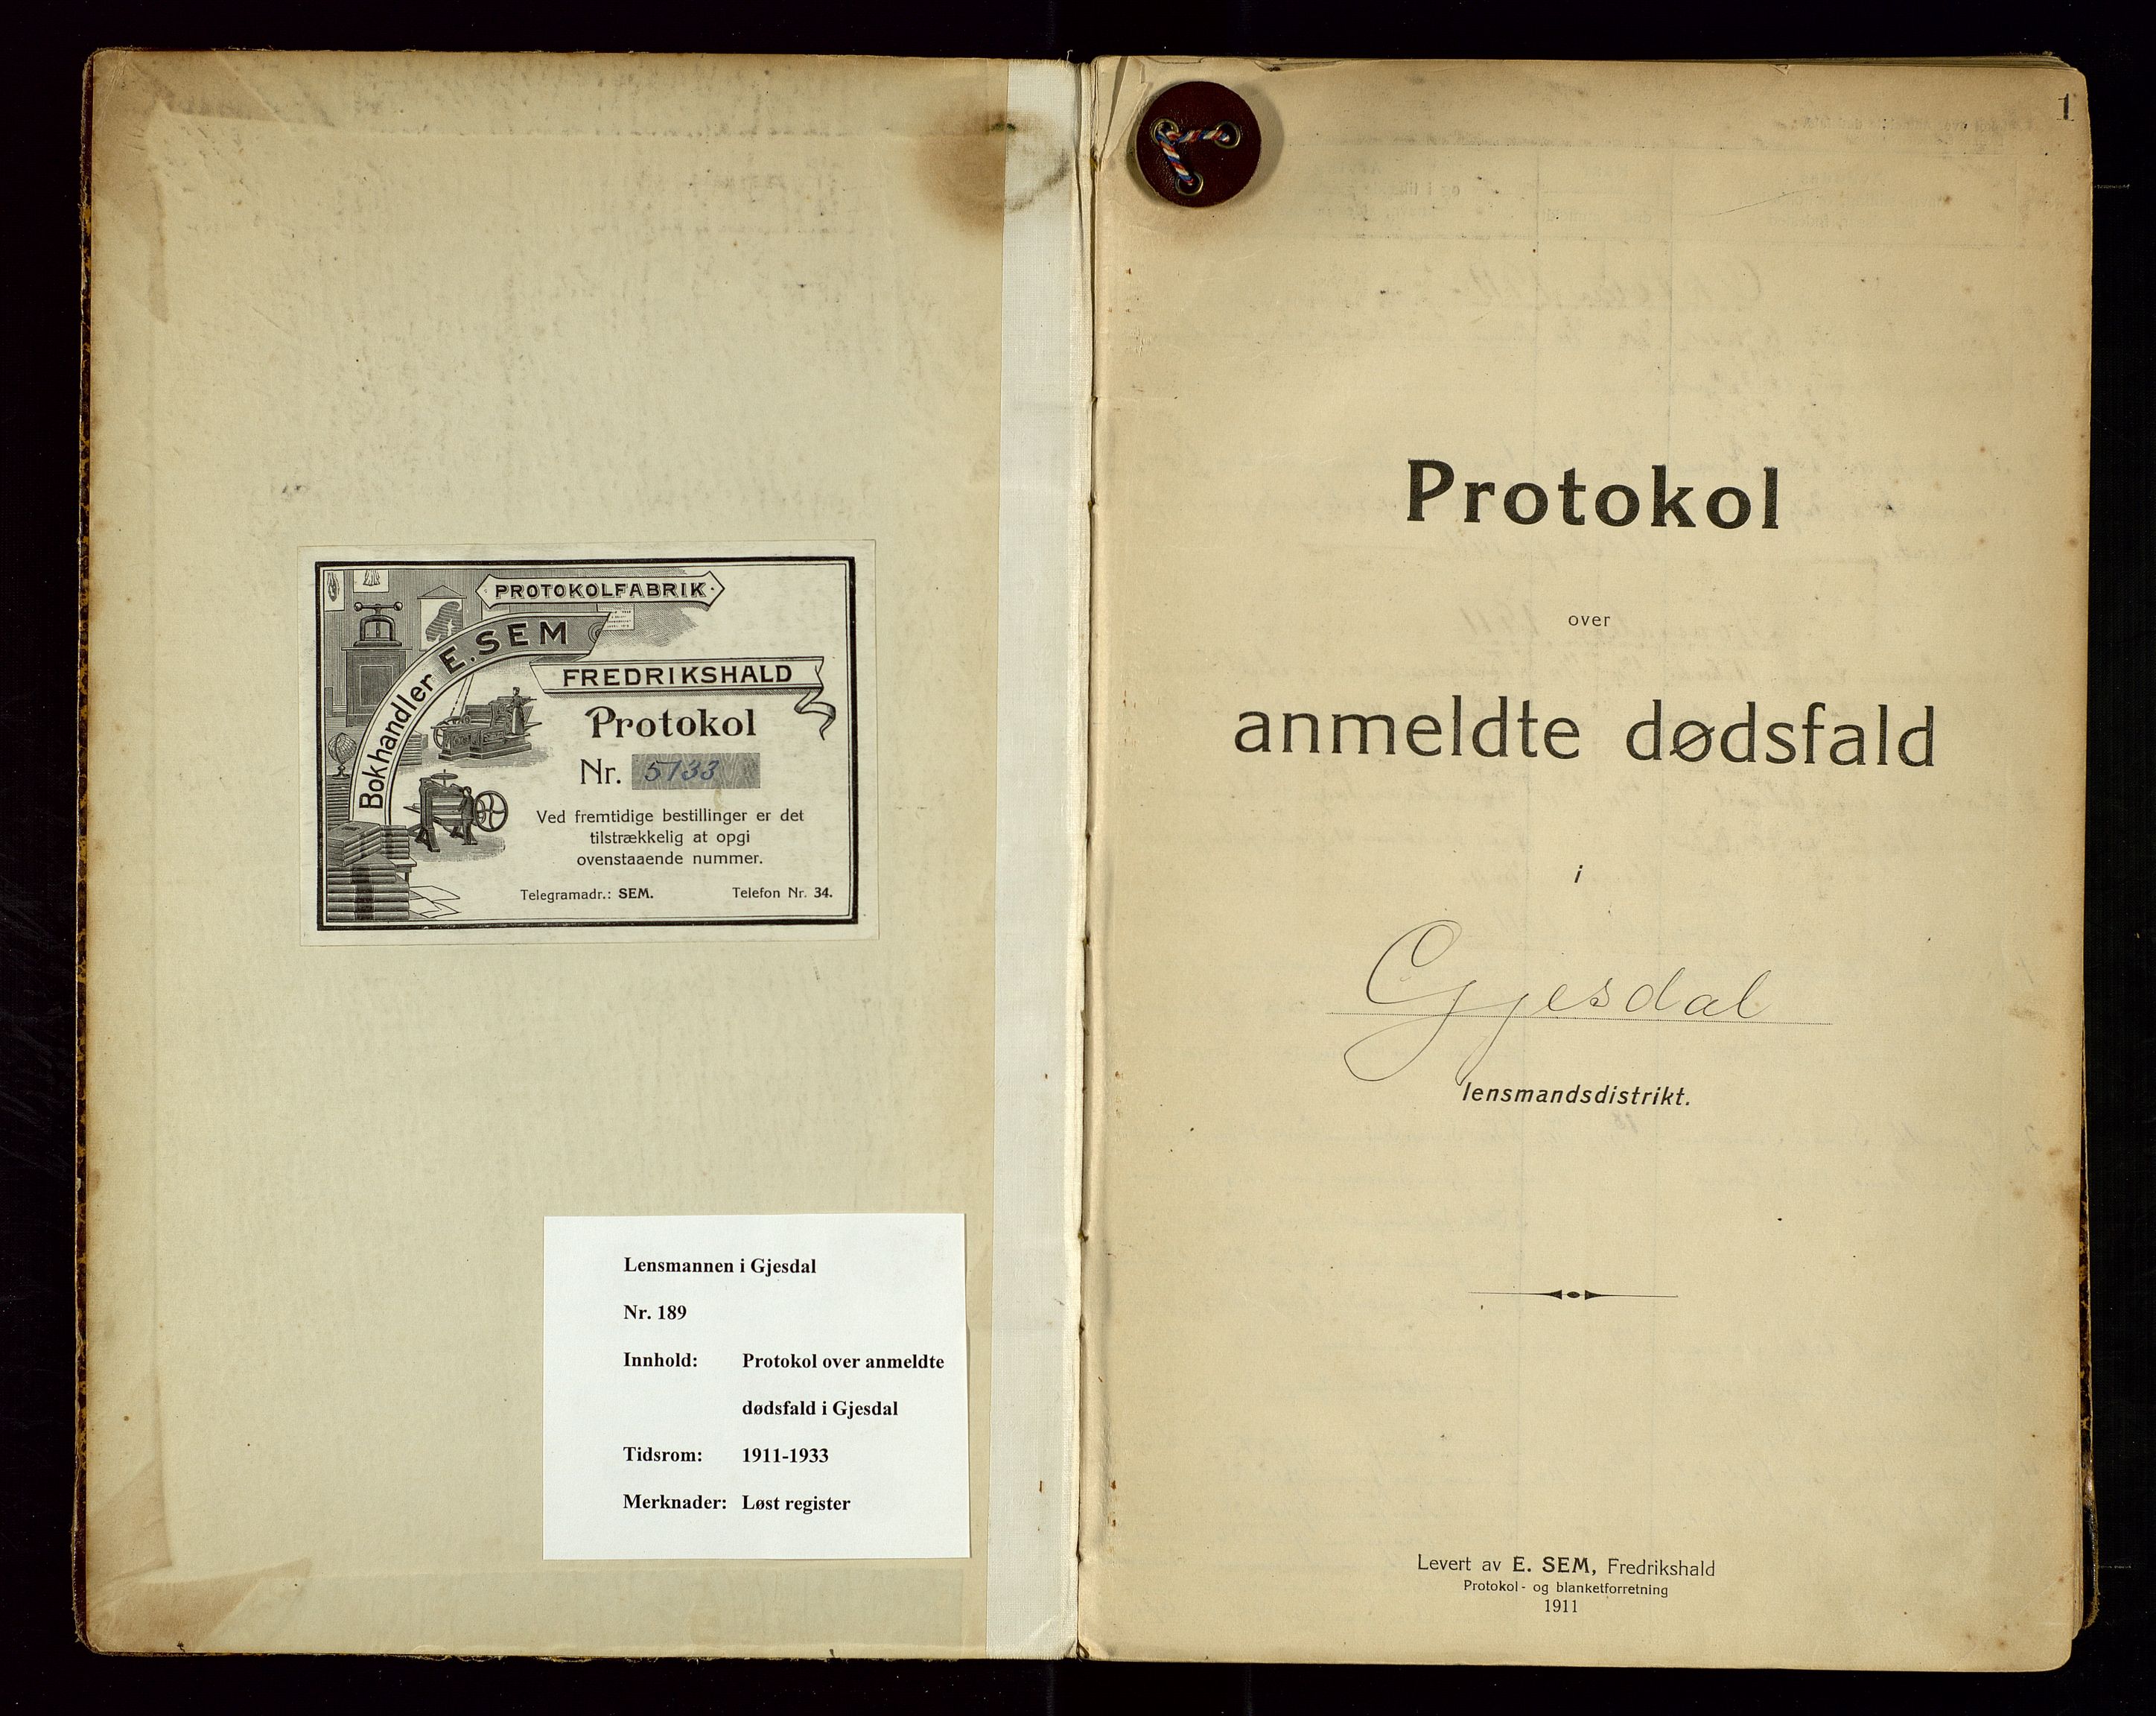 PROTOKOLFABRIK
Bokhandler E. SEM
FREDRIKSHALD
Protokol
Nr. 5133
Ved fremtidige bestillinger er det
tilstrækkelig at opgi
ovenstaaende nummer.
Telegramadr.: SEM. Telefon Nr. 34.
Lensmannen i Gjesdal
Nr. 189
Innhold: Protokol over anmeldte
dødsfald i Gjesdal
Tidsrom: 1911-1933
Merknader: Løst register
1
Protokol
over
anmeldte dødsfald
i
Gjesdal
lensmandsdistrikt.
Levert av E. SEM, Fredrikshald
Protokol- og blanketforretning
1911